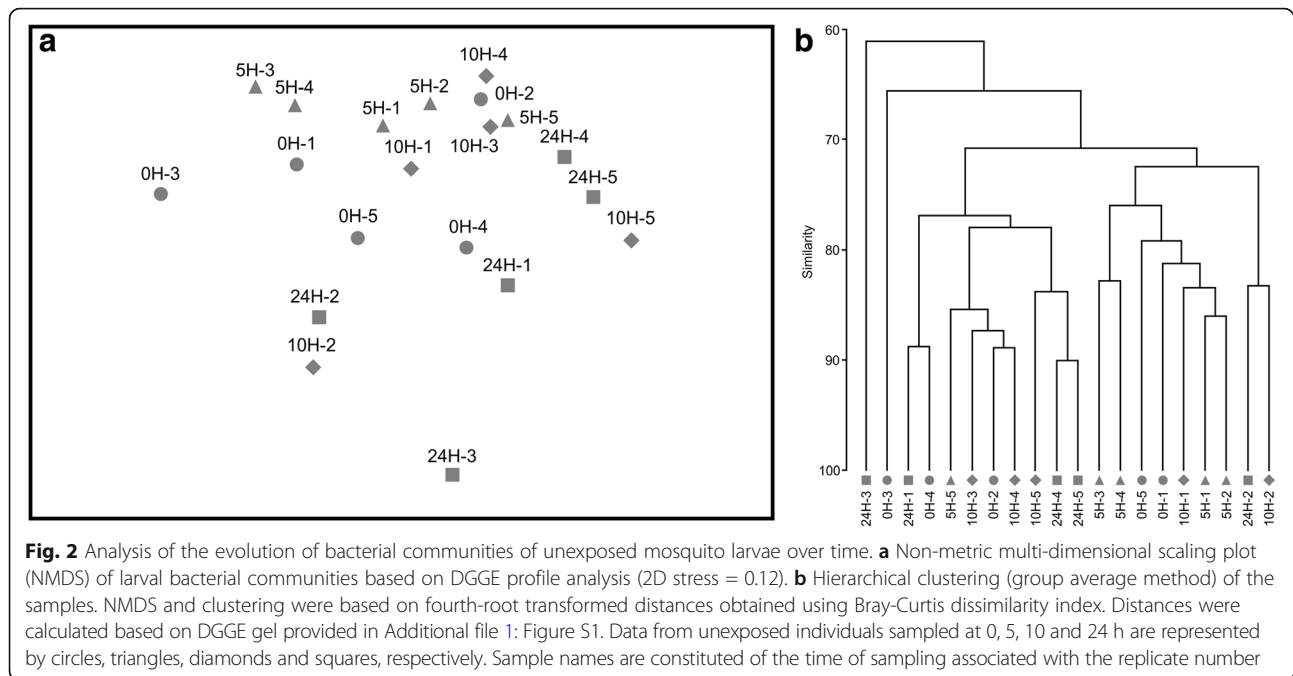 a
10H-4
5H-3
5H-4
5H-2
0H-2
5H-1
5H-5
10H-1
10H-3
24H-4
0H-1
0H-3
24H-5
10H-5
0H-5
0H-4
24H-1
24H-2
10H-2
24H-3
b
60
70
80
90
100
Similarity
24H-3
0H-3
24H-1
0H-4
5H-5
10H-3
0H-2
10H-4
10H-5
24H-4
24H-5
5H-3
5H-4
0H-5
0H-1
10H-1
5H-1
5H-2
24H-2
10H-2
Fig. 2 Analysis of the evolution of bacterial communities of unexposed mosquito larvae over time. a Non-metric multi-dimensional scaling plot
(NMDS) of larval bacterial communities based on DGGE profile analysis (2D stress = 0.12). b Hierarchical clustering (group average method) of the
samples. NMDS and clustering were based on fourth-root transformed distances obtained using Bray-Curtis dissimilarity index. Distances were
calculated based on DGGE gel provided in Additional file 1: Figure S1. Data from unexposed individuals sampled at 0, 5, 10 and 24 h are represented
by circles, triangles, diamonds and squares, respectively. Sample names are constituted of the time of sampling associated with the replicate number